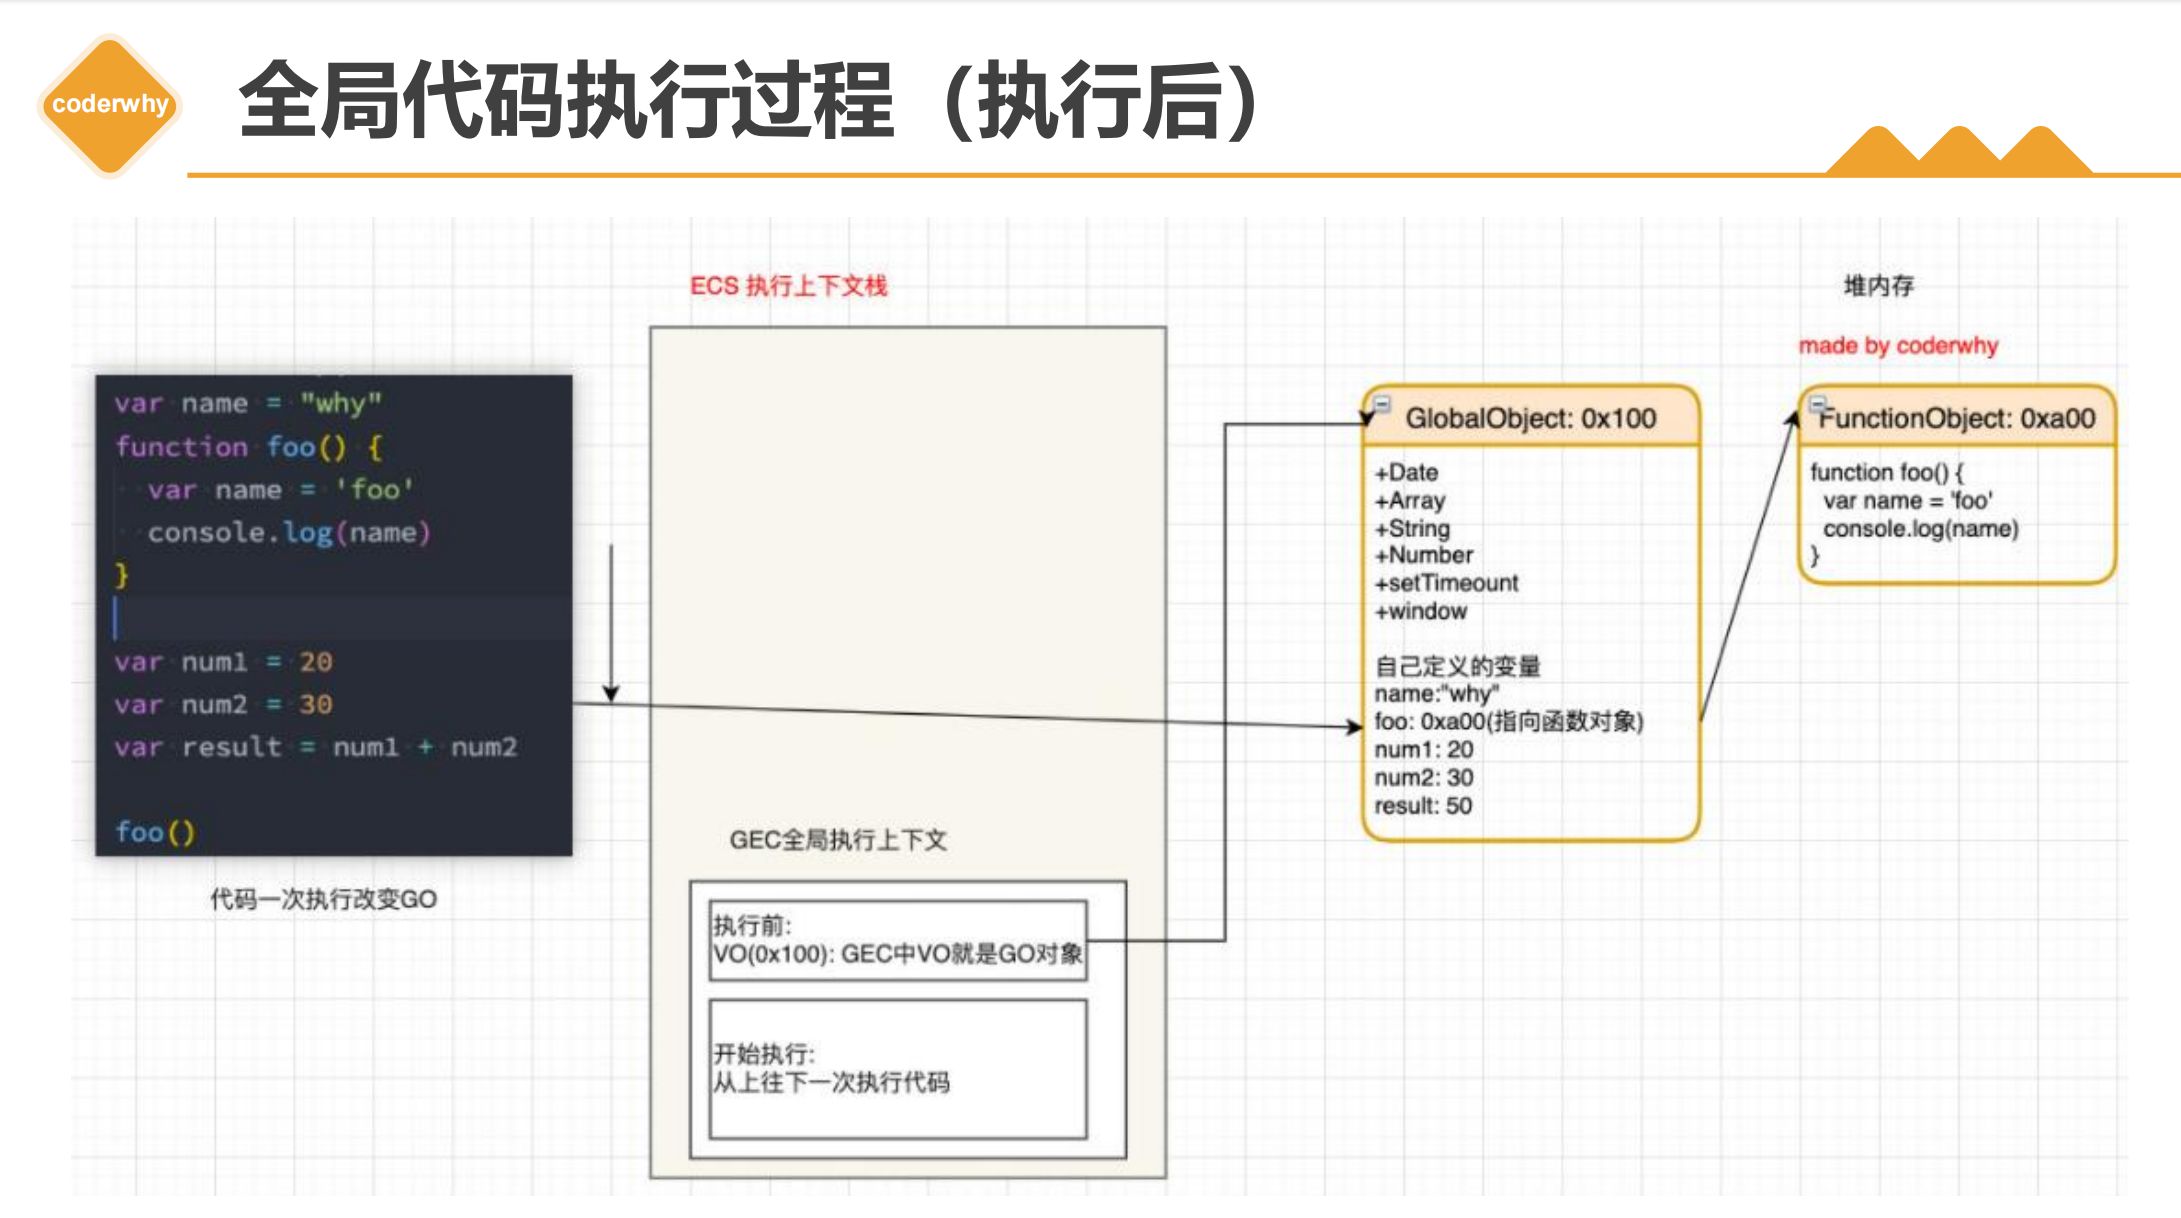 coderwhy
全局代码执行过程（执行后）
ECS 执行上下文栈
堆内存
made by coderwhy
var name = "why"
function foo() {
var name = 'foo'
console.log(name)
}
var num1 = 20
var num2 = 30
var result = num1 + num2
foo()
代码一次执行改变GO
GEC全局执行上下文
执行前:
VO(0x100): GEC中VO就是GO对象
开始执行:
从上往下一次执行代码
GlobalObject: 0x100
+Date
+Array
+String
+Number
+setTimeount
+window
自己定义的变量
name:"why"
foo: 0xa00(指向函数对象)
num1: 20
num2: 30
result: 50
FunctionObject: 0xa00
function foo() {
var name = 'foo'
console.log(name)
}